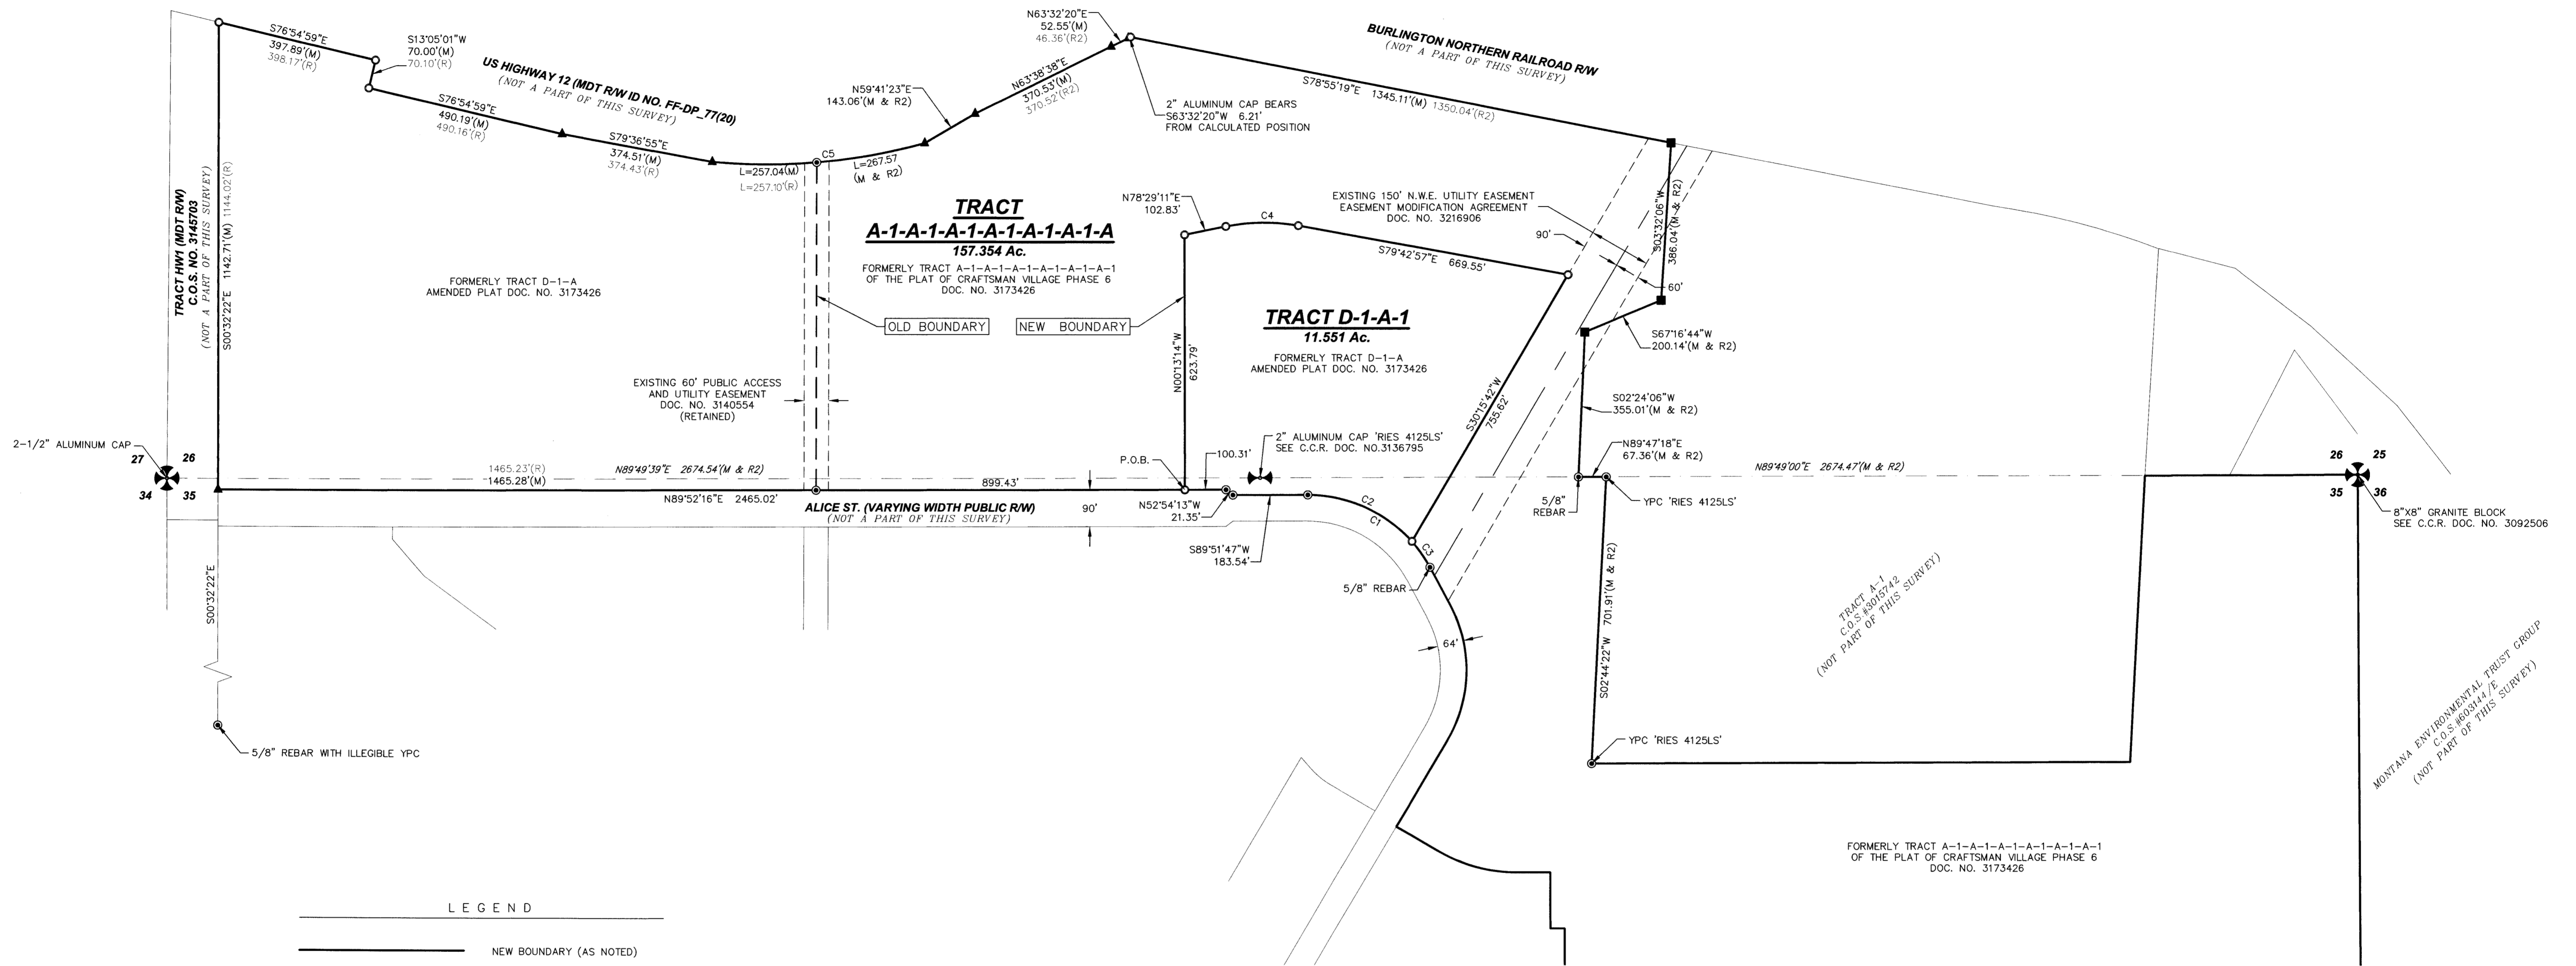 S76°54'59"E
397.89'(M)
398.17'(R)
S13°05'01"W
70.00'(M)
70.10'(R)
US HIGHWAY 12 (MDT R/W ID NO. FF-DP_77(20)
(NOT A PART OF THIS SURVEY)
S76°54'59"E
490.19'(M)
490.16'(R)
S79°36'55"E
374.51'(M)
374.43'(R)
L=257.04(M)
L=257.10'(R)
C5
L=267.57
(M & R2)
N59°41'23"E
143.06'(M & R2)
N63°38'38"E
370.53'(M)
370.52'(R2)
N63°32'20"E
52.55'(M)
46.36'(R2)
2" ALUMINUM CAP BEARS
S63°32'20"W 6.21'
FROM CALCULATED POSITION
BURLINGTON NORTHERN RAILROAD R/W
(NOT A PART OF THIS SURVEY)
S78°55'19"E 1345.11'(M) 1350.04'(R2)
TRACT HW1 (MDT R/W)
C.O.S. NO. 3145703
(NOT A PART OF THIS SURVEY)
S00°32'22"E 1142.71'(M) 1144.02'(R)
FORMERLY TRACT D-1-A
AMENDED PLAT DOC. NO. 3173426
TRACT
A-1-A-1-A-1-A-1-A-1-A-1-A
157.354 Ac.
FORMERLY TRACT A-1-A-1-A-1-A-1-A-1-A-1
OF THE PLAT OF CRAFTSMAN VILLAGE PHASE 6
DOC. NO. 3173426
OLD BOUNDARY
NEW BOUNDARY
N78°29'11"E
102.83'
C4
EXISTING 150' N.W.E. UTILITY EASEMENT
EASEMENT MODIFICATION AGREEMENT
DOC. NO. 3216906
90'
60'
S79°42'57"E 669.55'
S03°32'06"W
386.04'(M & R2)
S67°16'44"W
200.14'(M & R2)
TRACT D-1-A-1
11.551 Ac.
FORMERLY TRACT D-1-A
AMENDED PLAT DOC. NO. 3173426
N00°13'14"W
623.79'
S30°15'42"W
755.62'
EXISTING 60' PUBLIC ACCESS
AND UTILITY EASEMENT
DOC. NO. 3140554
(RETAINED)
S02°24'06"W
355.01'(M & R2)
2" ALUMINUM CAP 'RIES 4125LS'
SEE C.C.R. DOC. NO.3136795
N89°47'18"E
67.36'(M & R2)
2-1/2" ALUMINUM CAP
27
26
34
35
1465.23'(R)
1465.28'(M)
N89°49'39"E 2674.54'(M & R2)
P.O.B.
100.31'
N89°49'00"E 2674.47'(M & R2)
26
25
35
36
899.43'
N89°52'16"E 2465.02'
ALICE ST. (VARYING WIDTH PUBLIC R/W)
(NOT A PART OF THIS SURVEY)
90'
N52°54'13"W
21.35'
C2
C1
C3
5/8"
REBAR
YPC 'RIES 4125LS'
8"X8" GRANITE BLOCK
SEE C.C.R. DOC. NO. 3092506
S89°51'47"W
183.54'
5/8" REBAR
S00°32'22"E
64'
S02°44'22"W 701.91'(M & R2)
TRACT A-1
C.O.S.#3015742
(NOT PART OF THIS SURVEY)
MONTANA ENVIRONMENTAL TRUST GROUP
C.O.S.#603144/E
(NOT PART OF THIS SURVEY)
5/8" REBAR WITH ILLEGIBLE YPC
YPC 'RIES 4125LS'
FORMERLY TRACT A-1-A-1-A-1-A-1-A-1-A-1
OF THE PLAT OF CRAFTSMAN VILLAGE PHASE 6
DOC. NO. 3173426
LEGEND
NEW BOUNDARY (AS NOTED)